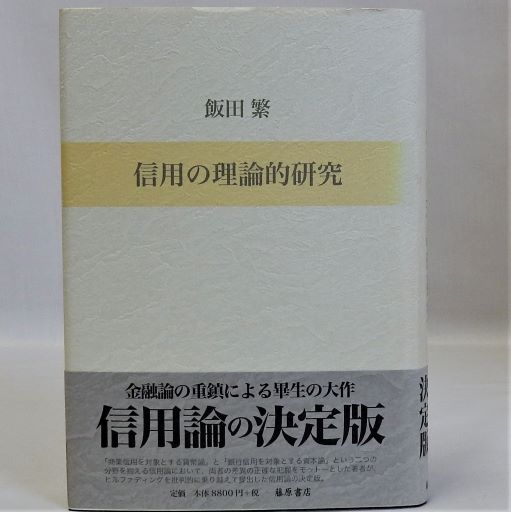 飯田 繁
信用の理論的研究
金融論の重鎮による畢生の大作
信用論の決定版
「商業信用を対象とする貨幣論」と「銀行信用を対象とする資本論」という二つの
分野を抱える信用論において、両者の差異の正確な把握をモットーとした著者が、
ヒルファディングを批判的に乗り越えて提出した信用論の決定版。
定価 本体8800円+税 藤原書店
決定版